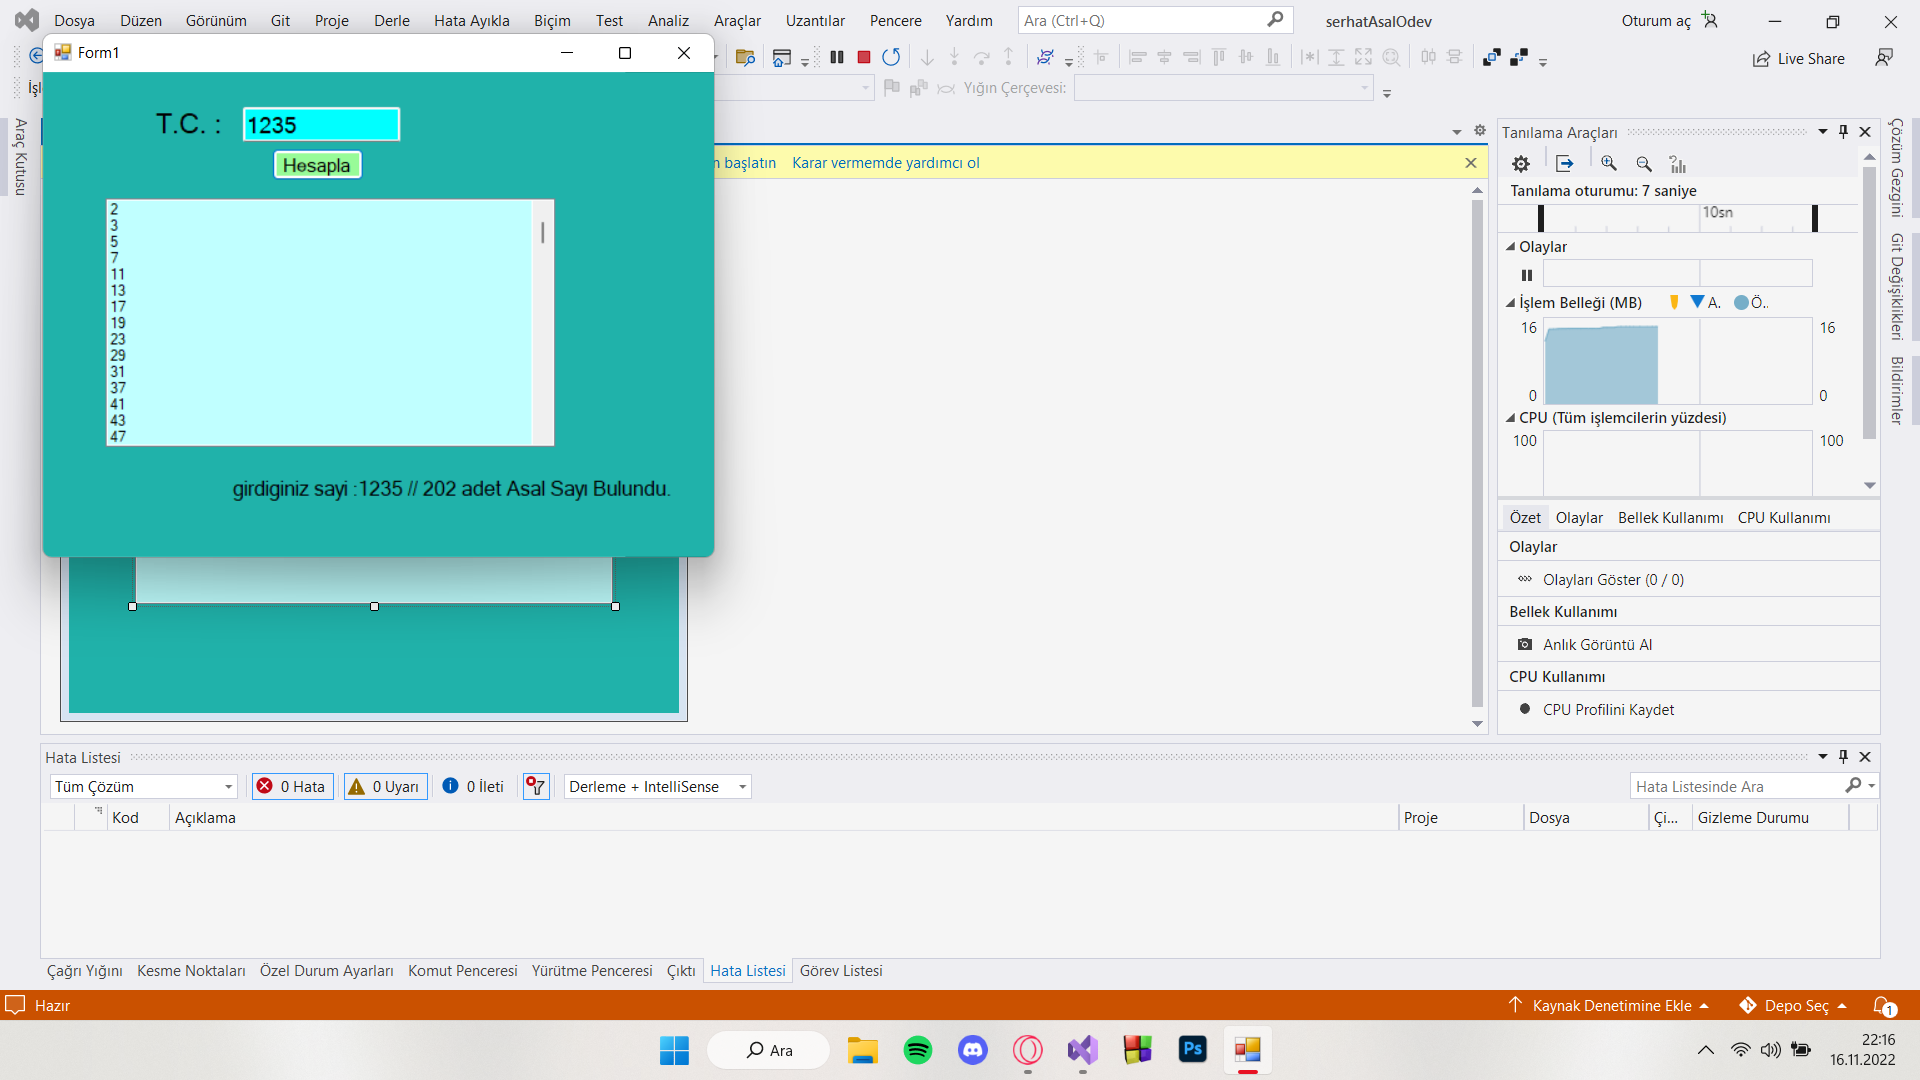 Dosya Düzen Görünüm Git Proje Derle Hata Ayıkla Biçim Test Analiz Araçlar Uzantılar Pencere Yardım Ara (Ctrl+Q) serhatAsalOdev Oturum aç
Form1
Live Share
Yığın Çerçevesi:
Araç Kutusu
T.C. : 1235
Hesapla
başlatın Karar vermemde yardımcı ol
2
3
5
7
11
13
17
19
23
29
31
37
41
43
47
girdiginiz sayi :1235 // 202 adet Asal Sayı Bulundu.
Tanılama Araçları
Tanılama oturumu: 7 saniye
10sn
Olaylar
İşlem Belleği (MB) A. Ö..
16 16
0 0
CPU (Tüm işlemcilerin yüzdesi)
100 100
Özet Olaylar Bellek Kullanımı CPU Kullanımı
Olaylar
Olayları Göster (0 / 0)
Bellek Kullanımı
Anlık Görüntü Al
CPU Kullanımı
CPU Profilini Kaydet
Çözüm Gezgini
Git Değişiklikleri
Bildirimler
Hata Listesi
Tüm Çözüm 0 Hata 0 Uyarı 0 İleti Derleme + IntelliSense Hata Listesinde Ara
Kod Açıklama Proje Dosya Çi... Gizleme Durumu
Çağrı Yığını Kesme Noktaları Özel Durum Ayarları Komut Penceresi Yürütme Penceresi Çıktı Hata Listesi Görev Listesi
Hazır Kaynak Denetimine Ekle Depo Seç 1
Ara Ps
22:16
16.11.2022